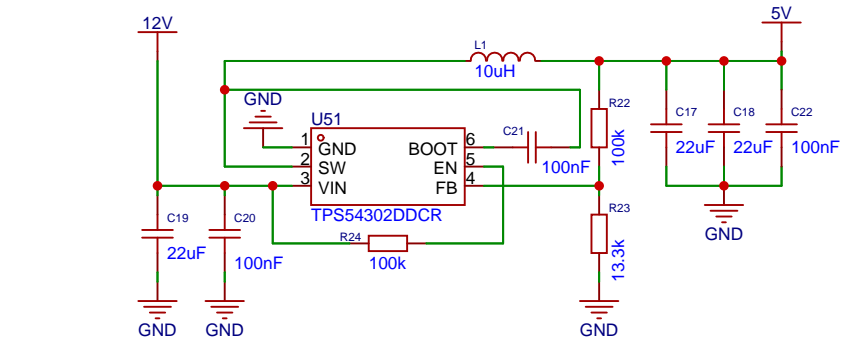 12V
5V
L1
10uH
GND
U51
R22
100k
C17
22uF
C18
22uF
C22
100nF
1
GND
BOOT
6
C21
100nF
2
SW
EN
5
3
VIN
FB
4
TPS54302DDCR
C19
22uF
C20
100nF
R24
100k
R23
13.3k
GND
GND
GND
GND